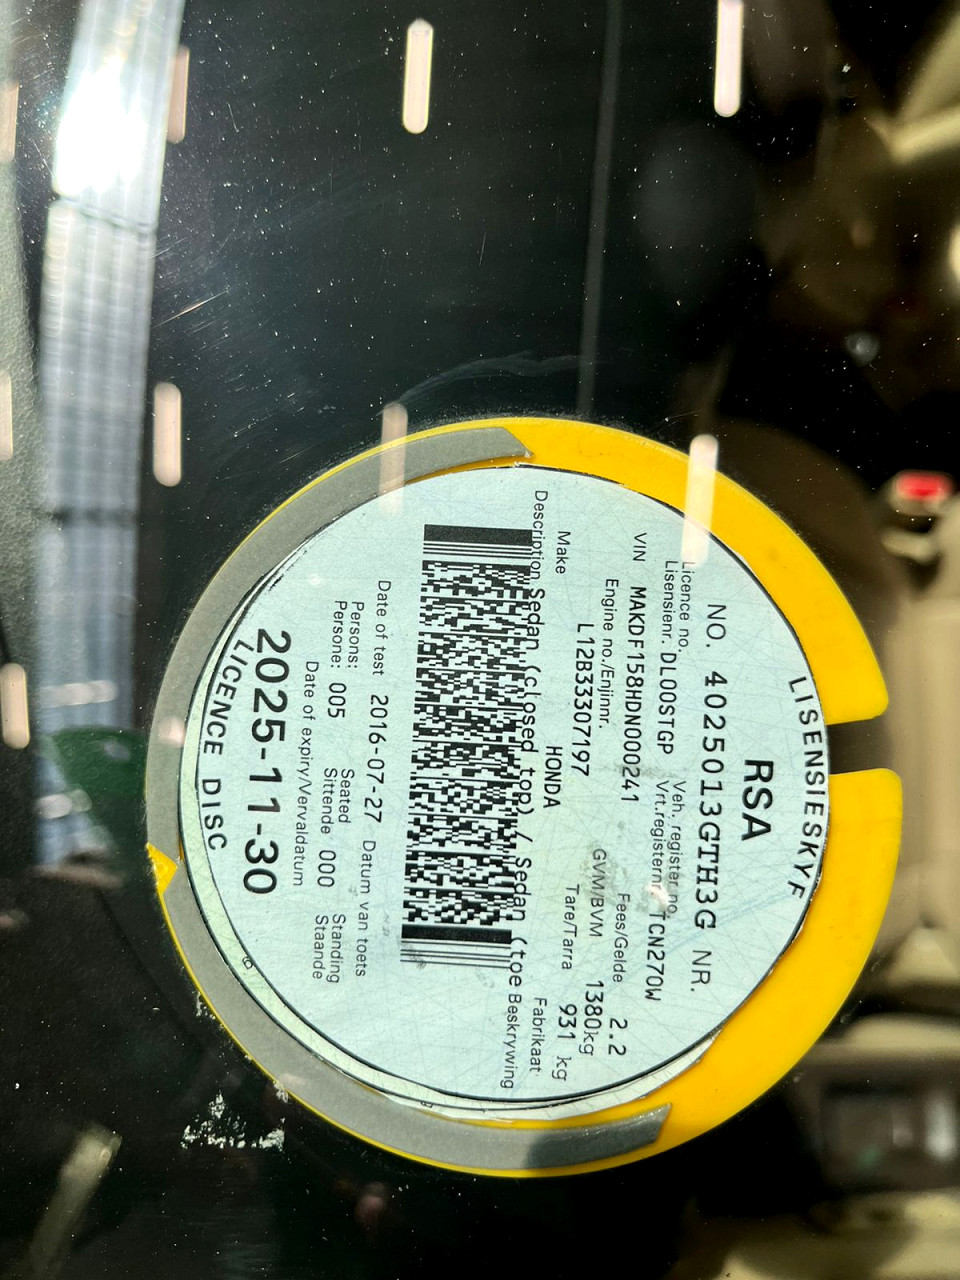 LISENSIESKYF
RSA
NO. 4025013GTH3G NR.
Licence no. Veh. register no.
Lisensienr. DL00STGP Vrt.registernr. TCN270W
VIN MAKDF158HDN000241 Fees/Gelde 2.2
Engine no./Enjinnr. GVM/BVM 1380kg
L12B33307197 Tare/Tarra 931 kg
Make HONDA Fabrikaat
Description Sedan (closed top) / Sedan (toe Beskrywing
Date of test 2016-07-27 Datum van toets
Persons: Seated Standing
Persone: 005 Sittende 000 Staande
Date of expiry/Vervaldatum
2025-11-30
LICENCE DISC